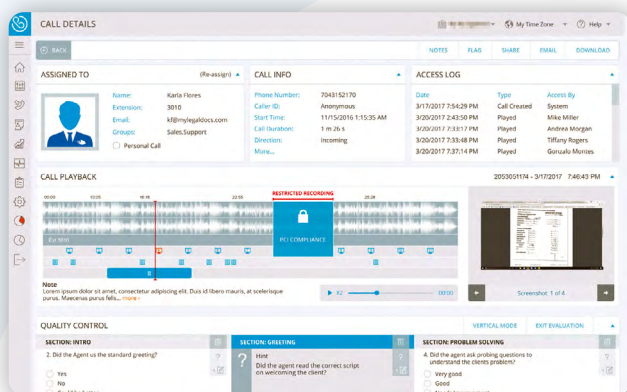 CALL DETAILS
My Time Zone
Help
BACK
NOTES FLAG SHARE EMAIL DOWNLOAD
ASSIGNED TO (Re-assign)
Name: Karla Flores
Extension: 3010
Email: kf@mylegaldocs.com
Groups: Sales,Support
Personal Call
CALL INFO
Phone Number: 7043152170
Caller ID: Anonymous
Start Time: 11/15/2016 1:15:35 AM
Call Duration: 1 m 26 s
Direction: Incoming
More...
ACCESS LOG
Date Type Access By
3/17/2017 7:54:29 PM Call Created System
3/20/2017 2:43:50 PM Played Mike Miller
3/20/2017 7:33:17 PM Played Andrea Morgan
3/20/2017 7:33:48 PM Played Tiffany Rogers
3/20/2017 7:37:14 PM Played Gonzalo Montes
CALL PLAYBACK
2053051174 - 3/17/2017 7:46:43 PM
RESTRICTED RECORDING
PCI COMPLIANCE
Note
Lorem ipsum dolor sit amet, consectetur adipiscing elit. Duis id libero mauris, at scelerisque
purus. Maecenas purus felis... more
X2 00:00
Screenshot 1 of 4
QUALITY CONTROL
VERTICAL MODE EXIT EVALUATION
SECTION: INTRO
2. Did the Agent us the standard greeting?
Yes
No
SECTION: GREETING
Hint
Did the agent read the correct script
on welcoming the client?
SECTION: PROBLEM SOLVING
4. Did the agent ask probing questions to
understand the clients problem?
Very good
Good